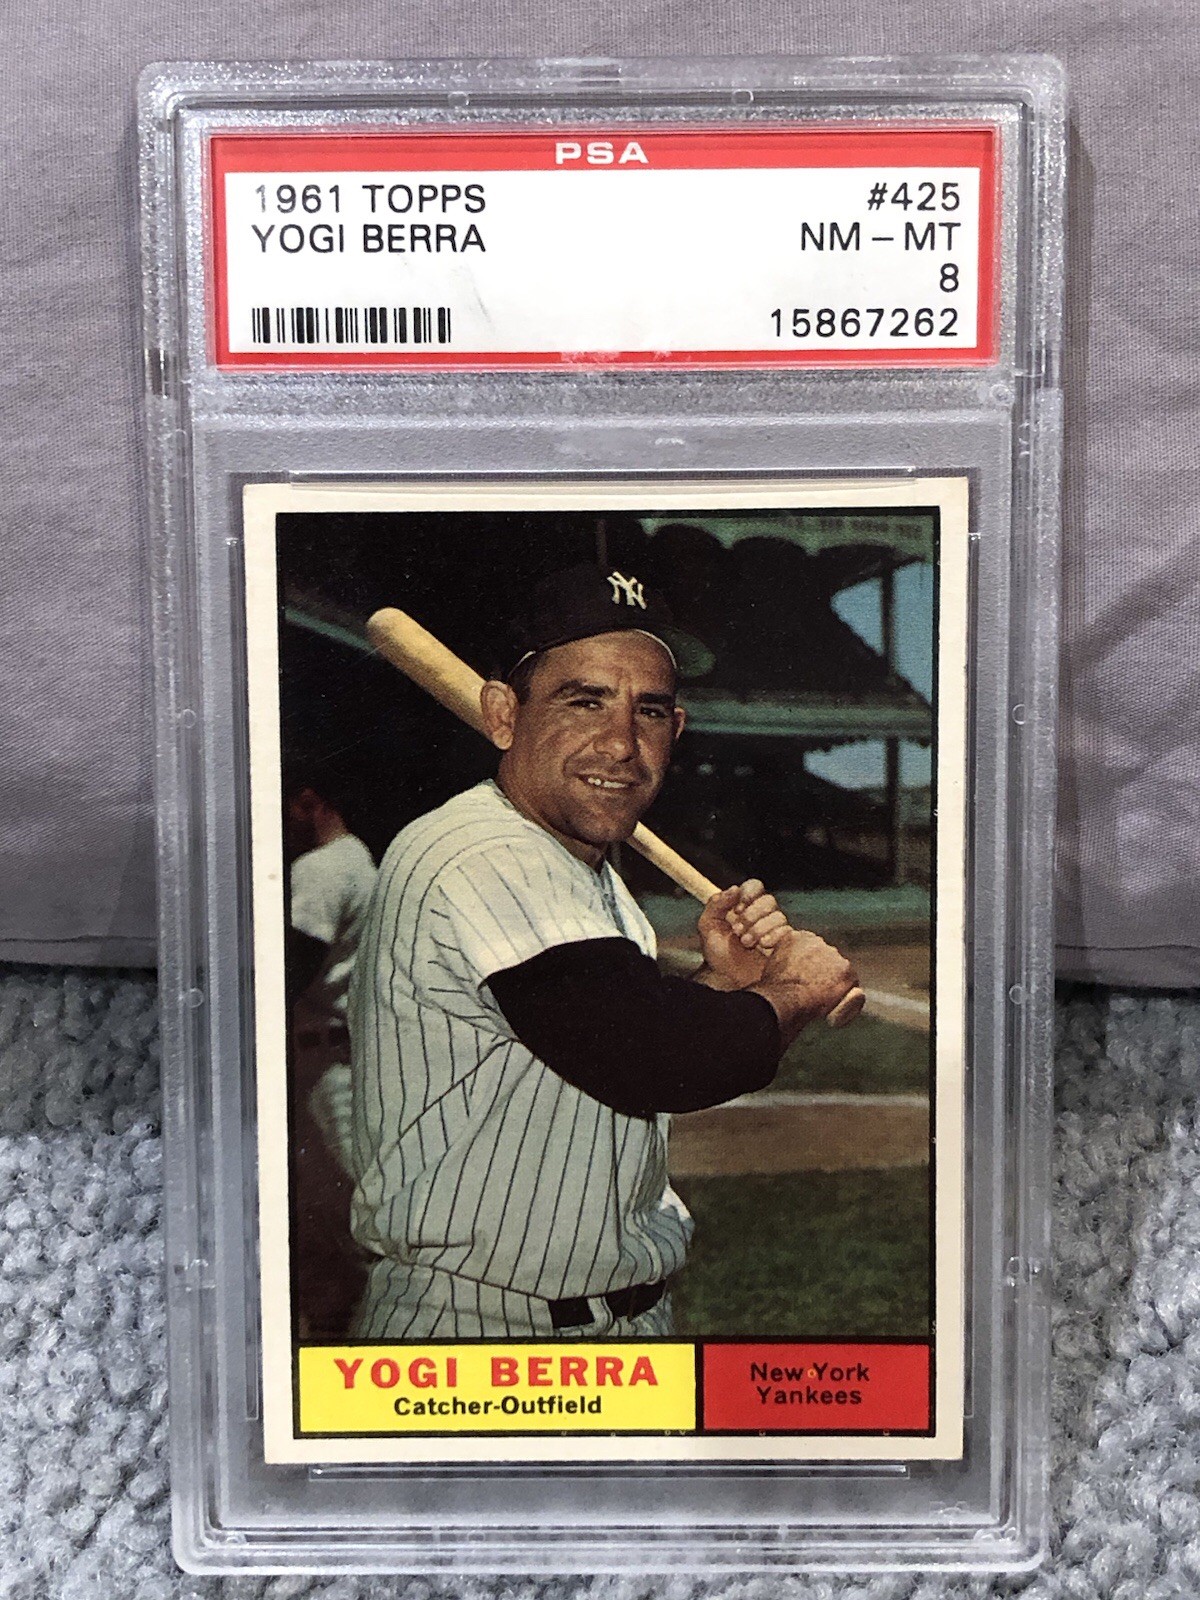 PSA
1961 TOPPS #425
YOGI BERRA NM - MT
8
15867262
NY
YOGI BERRA
Catcher-Outfield
New York
Yankees